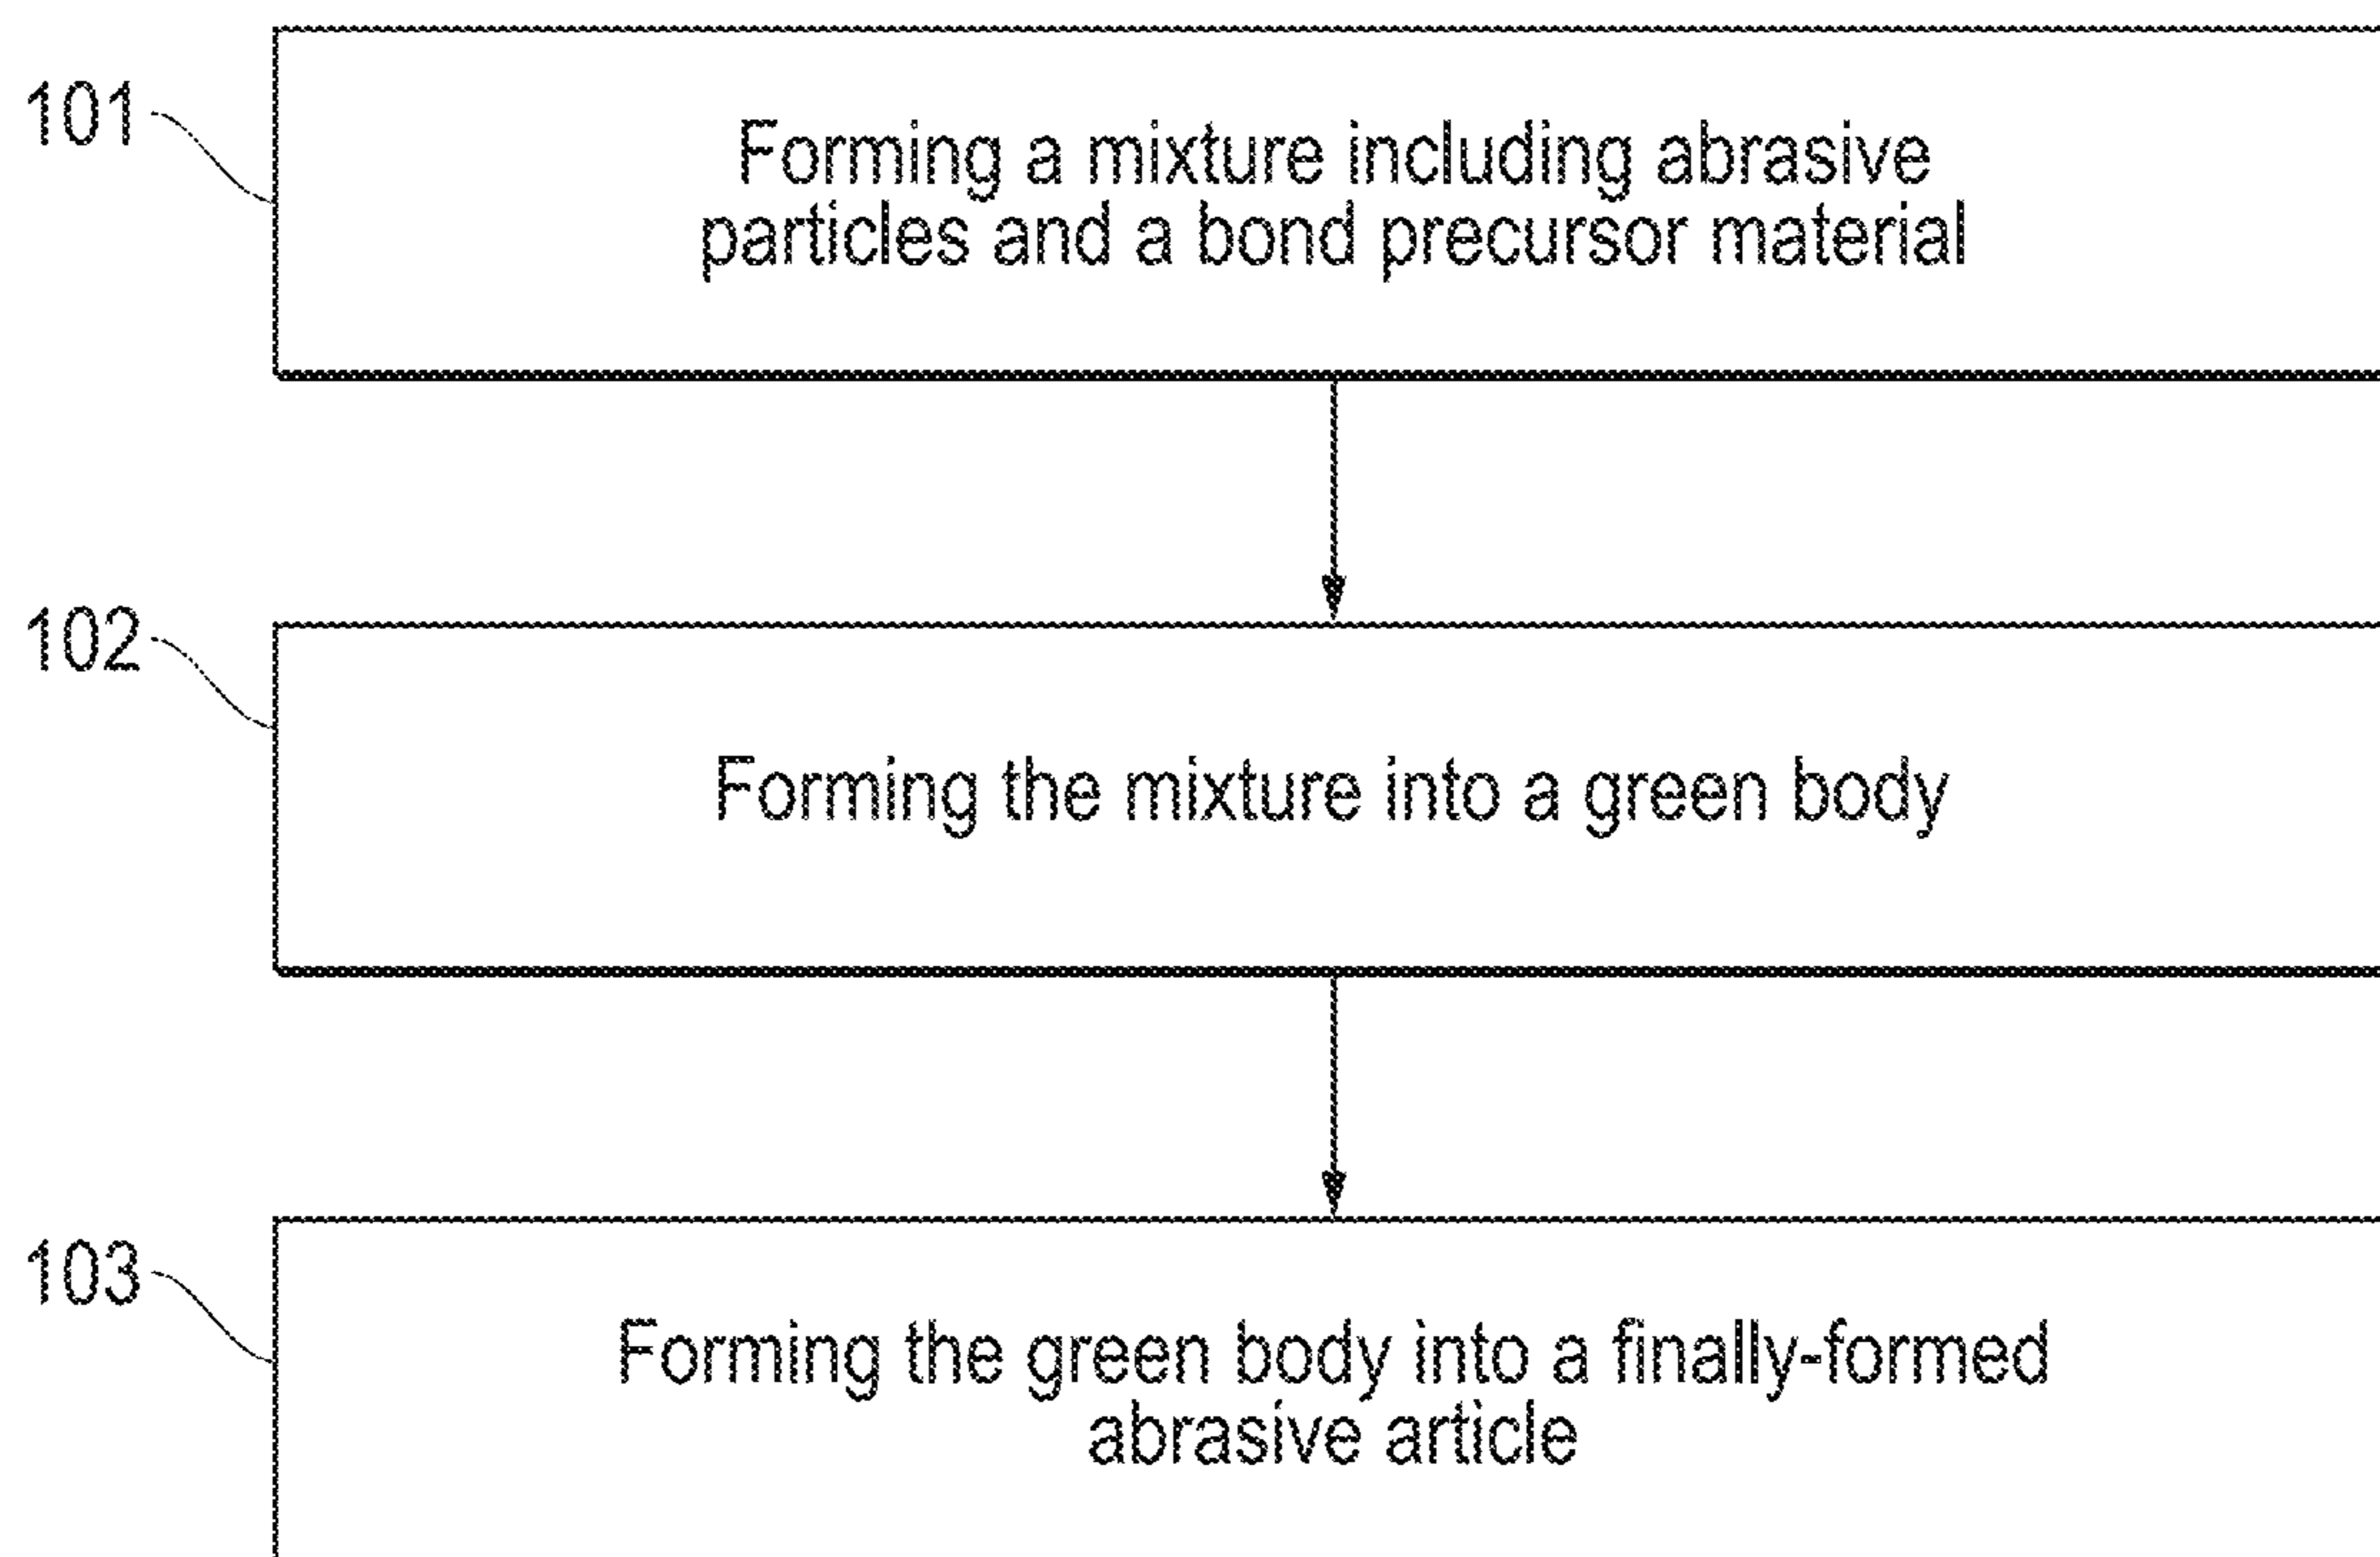 101
Forming a mixture including abrasive
particles and a bond precursor material
102
Forming the mixture into a green body
103
Forming the green body into a finally-formed
abrasive article